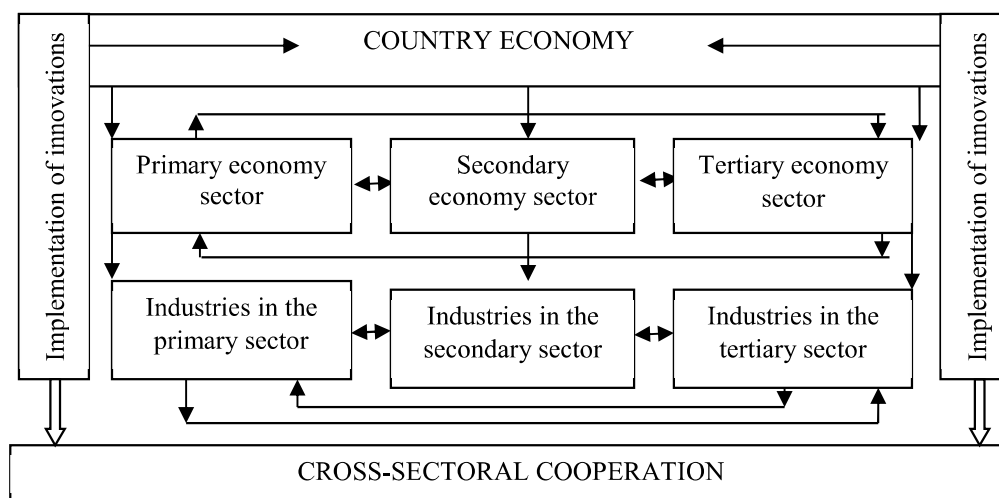 Implementation of innovations
COUNTRY ECONOMY
Implementation of innovations
Primary economy
sector
Secondary
economy sector
Tertiary economy
sector
Industries in the
primary sector
Industries in the
secondary sector
Industries in the
tertiary sector
CROSS-SECTORAL COOPERATION